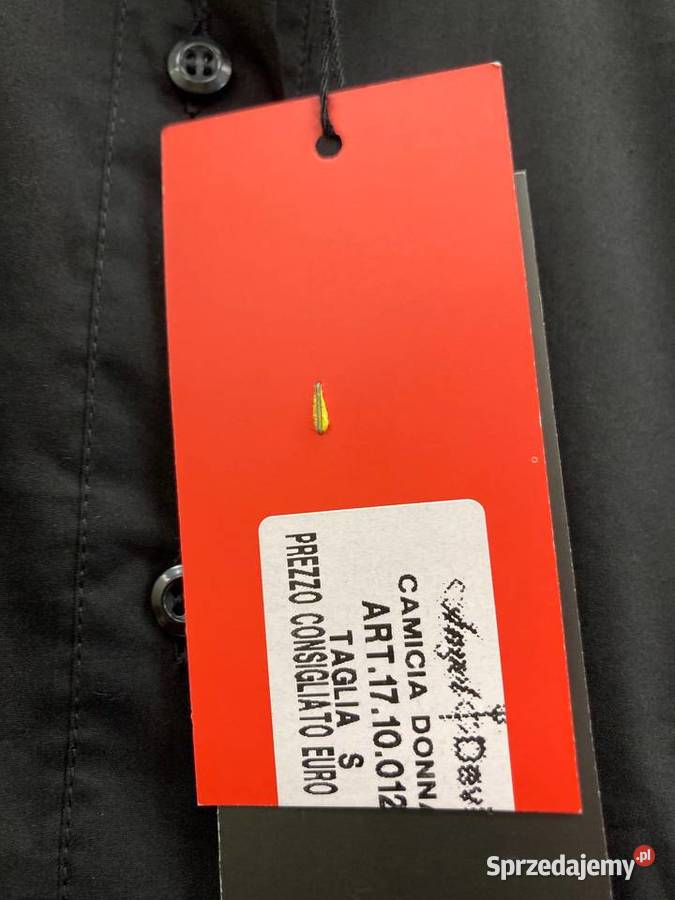 CAMICIA DONNA
ART.17.10.012
TAGLIA S
PREZZO CONSIGLIATO EURO
Sprzedajemy.pl